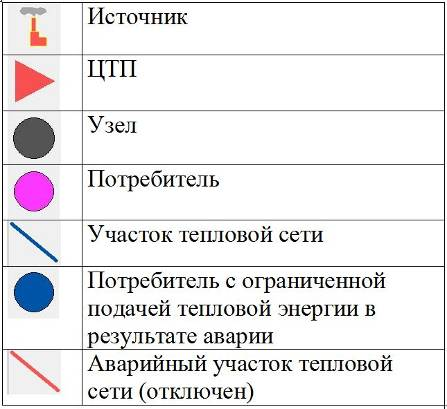 Источник
ЦТП
Узел
Потребитель
Участок тепловой сети
Потребитель с ограниченной
подачей тепловой энергии в
результате аварии
Аварийный участок тепловой
сети (отключен)